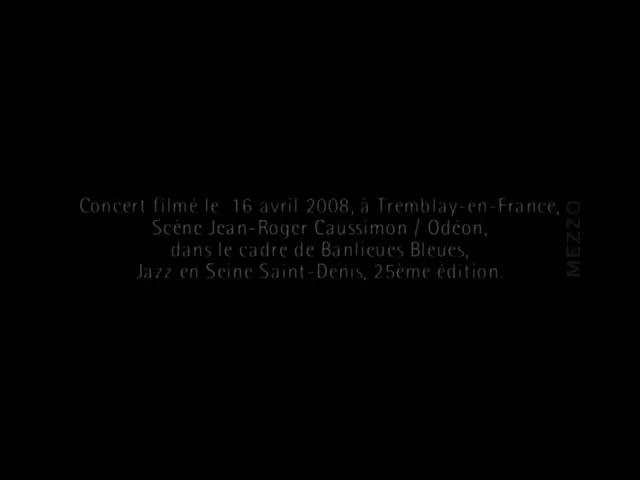 Concert filmé le  16 avril 2008, à Tremblay-en-France,
Scène Jean-Roger Caussimon / Odéon,
dans le cadre de Banlieues Bleues,
Jazz en Seine Saint-Denis, 25ème édition.
MEZZO